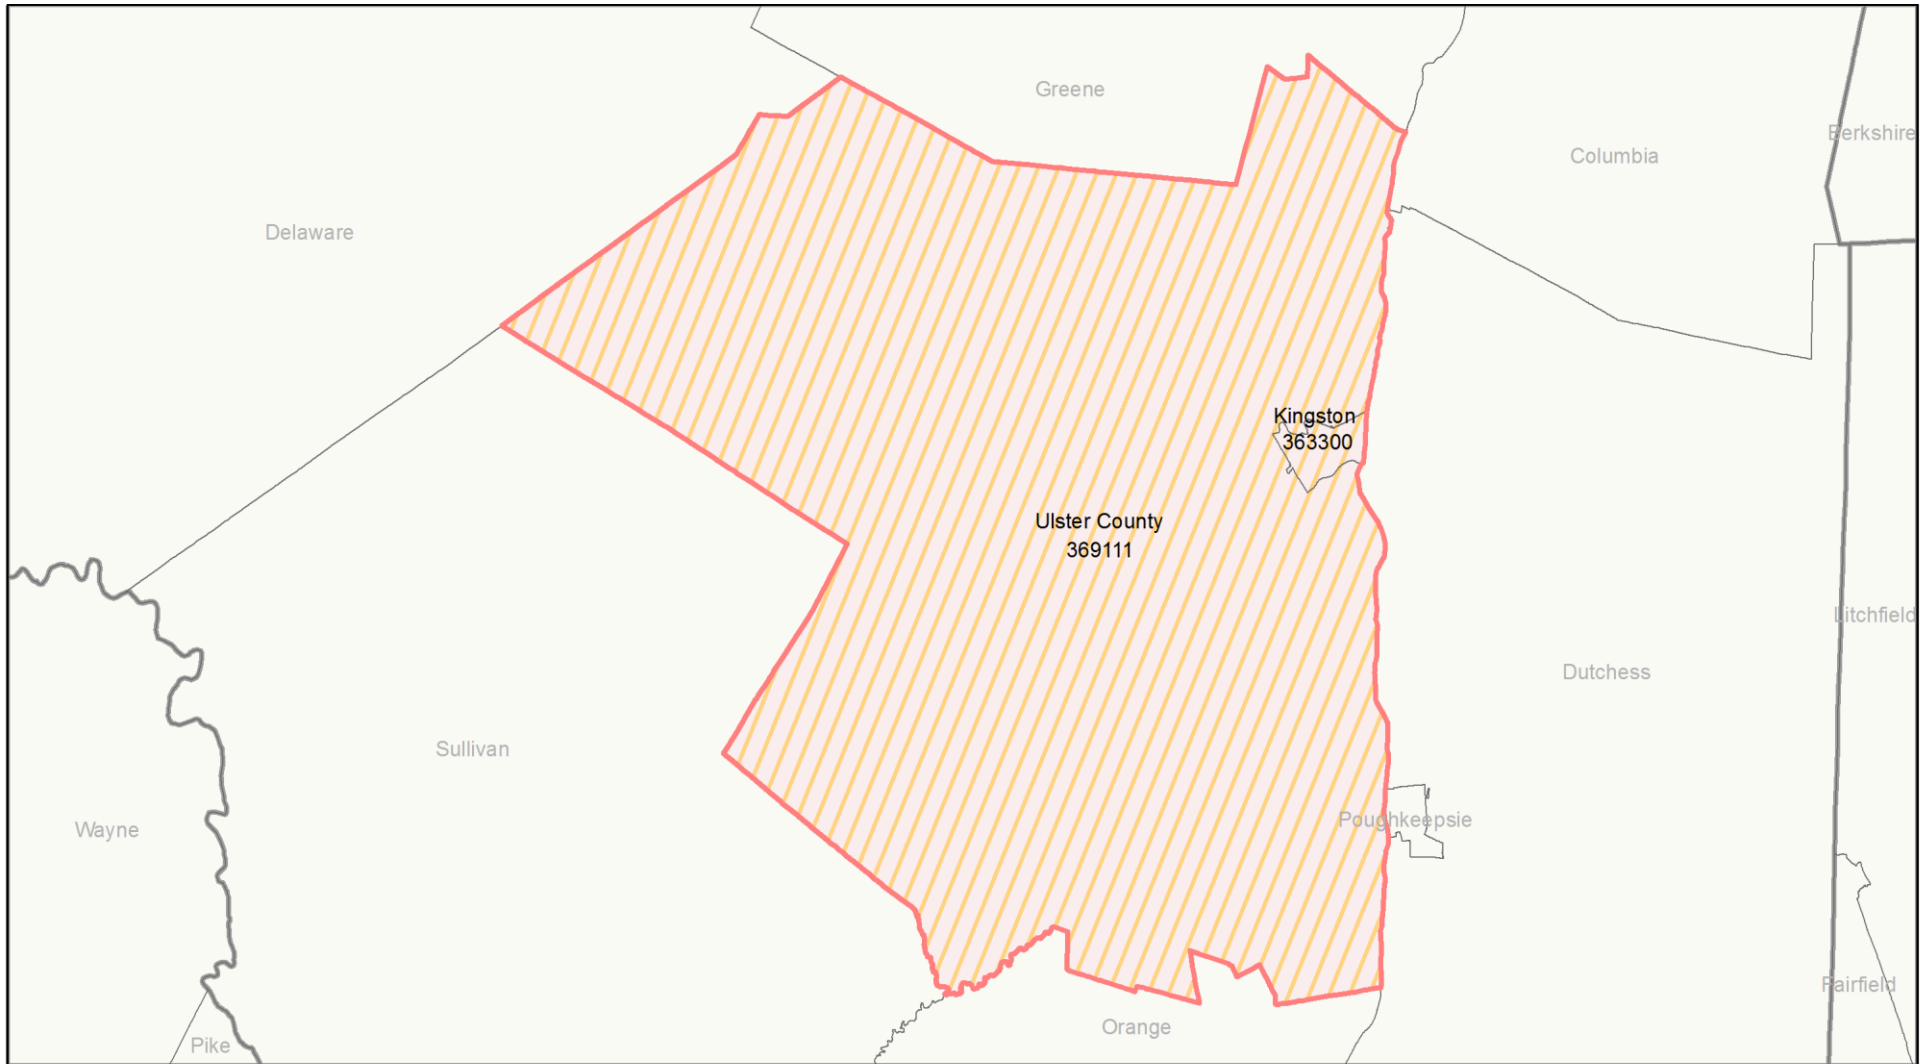 Greene
Berkshire
Columbia
Delaware
Kingston
363300
Ulster County
369111
Litchfield
Dutchess
Sullivan
Poughkeepsie
Wayne
Fairfield
Orange
Pike